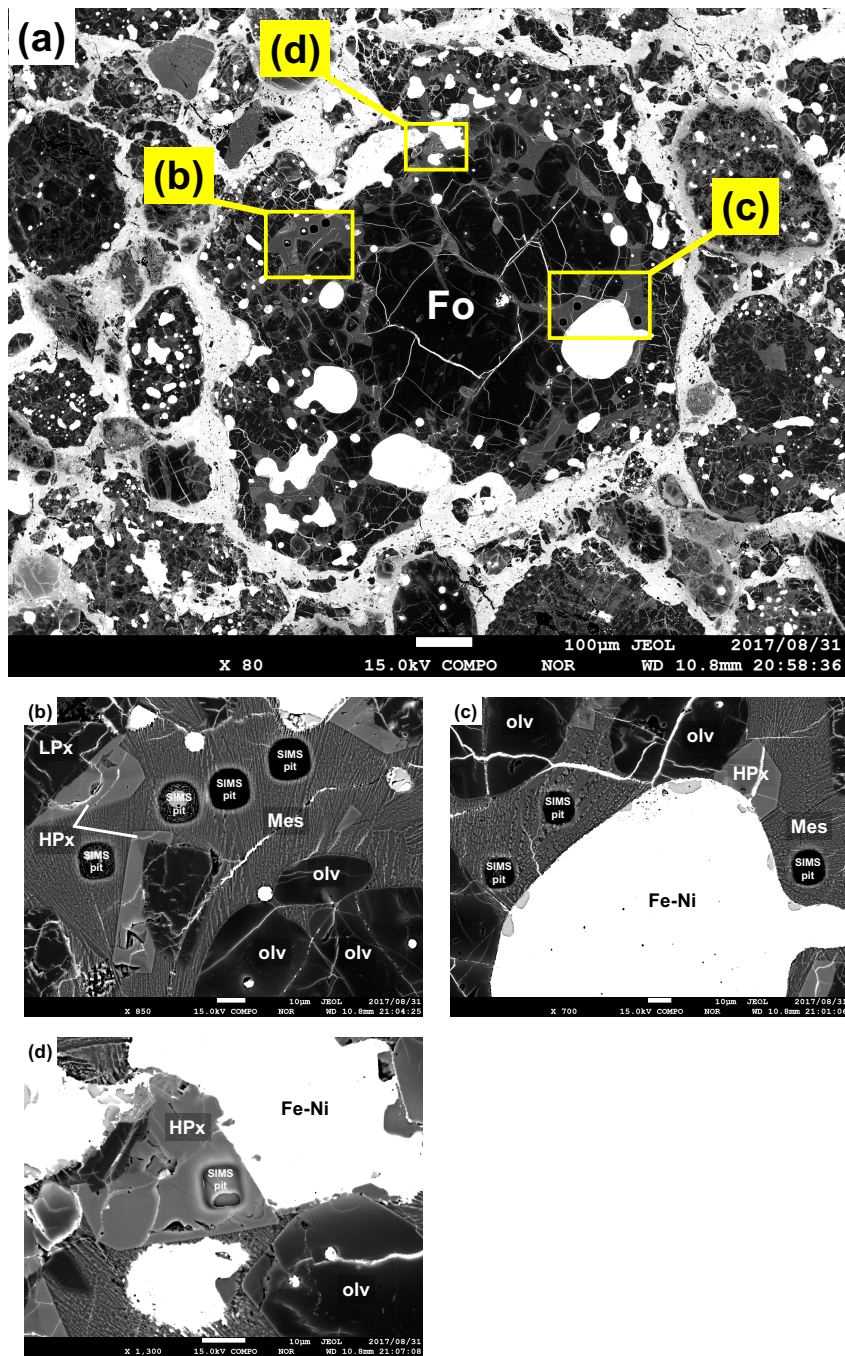 (a)
(d)
(b)
(c)
Fo
100µm JEOL 2017/08/31
X 80 15.0kV COMPO NOR WD 10.8mm 20:58:36
(b)
LPx
SIMS
pit
SIMS
pit
SIMS
pit
Mes
HPx
SIMS
pit
olv
olv
olv
10µm JEOL 2017/08/31
X 850 15.0kV COMPO NOR WD 10.8mm 21:04:25
(c)
olv
olv
HPx
SIMS
pit
Mes
SIMS
pit
SIMS
pit
Fe-Ni
10µm JEOL 2017/08/31
X 700 15.0kV COMPO NOR WD 10.8mm 21:01:06
(d)
Fe-Ni
HPx
SIMS
pit
olv
10µm JEOL 2017/08/31
X 1,300 15.0kV COMPO NOR WD 10.8mm 21:07:08